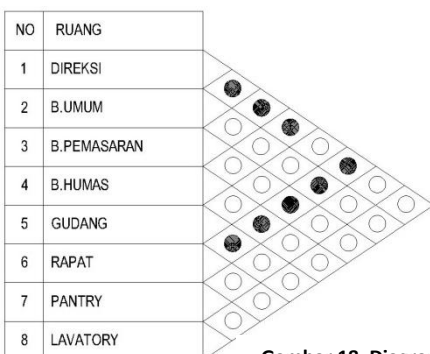 NO RUANG
1 DIREKSI
2 B.UMUM
3 B.PEMASARAN
4 B.HUMAS
5 GUDANG
6 RAPAT
7 PANTRY
8 LAVATORY